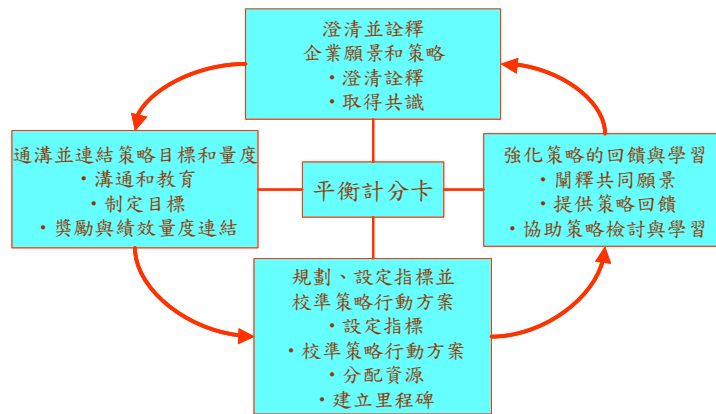 澄清並詮釋
企業願景和策略
・澄清詮釋
・取得共識
通溝並連結策略目標和量度
・溝通和教育
・制定目標
・獎勵與績效量度連結
平衡計分卡
強化策略的回饋與學習
・闡釋共同願景
・提供策略回饋
・協助策略檢討與學習
規劃、設定指標並
校準策略行動方案
・設定指標
・校準策略行動方案
・分配資源
・建立里程碑